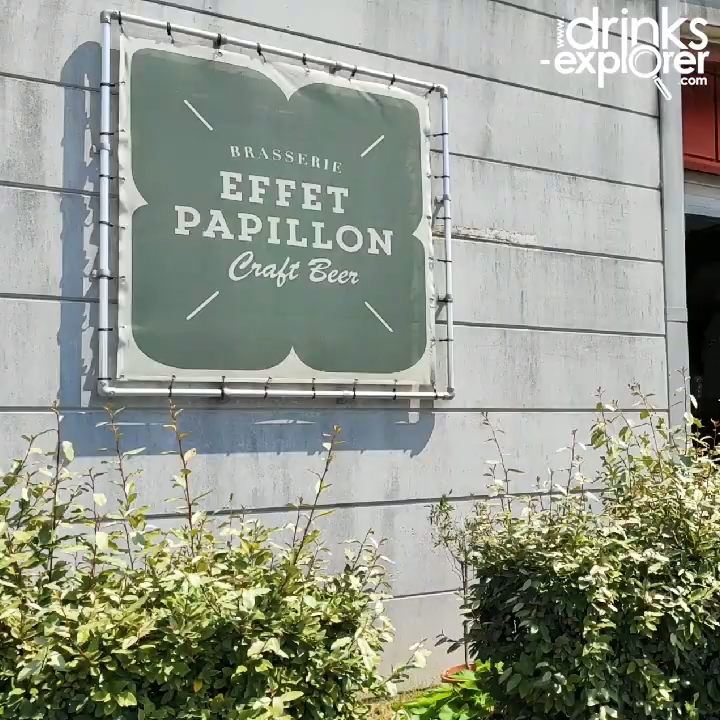 www.drinks
-explorer
.com
BRASSERIE
EFFET
PAPILLON
Craft Beer